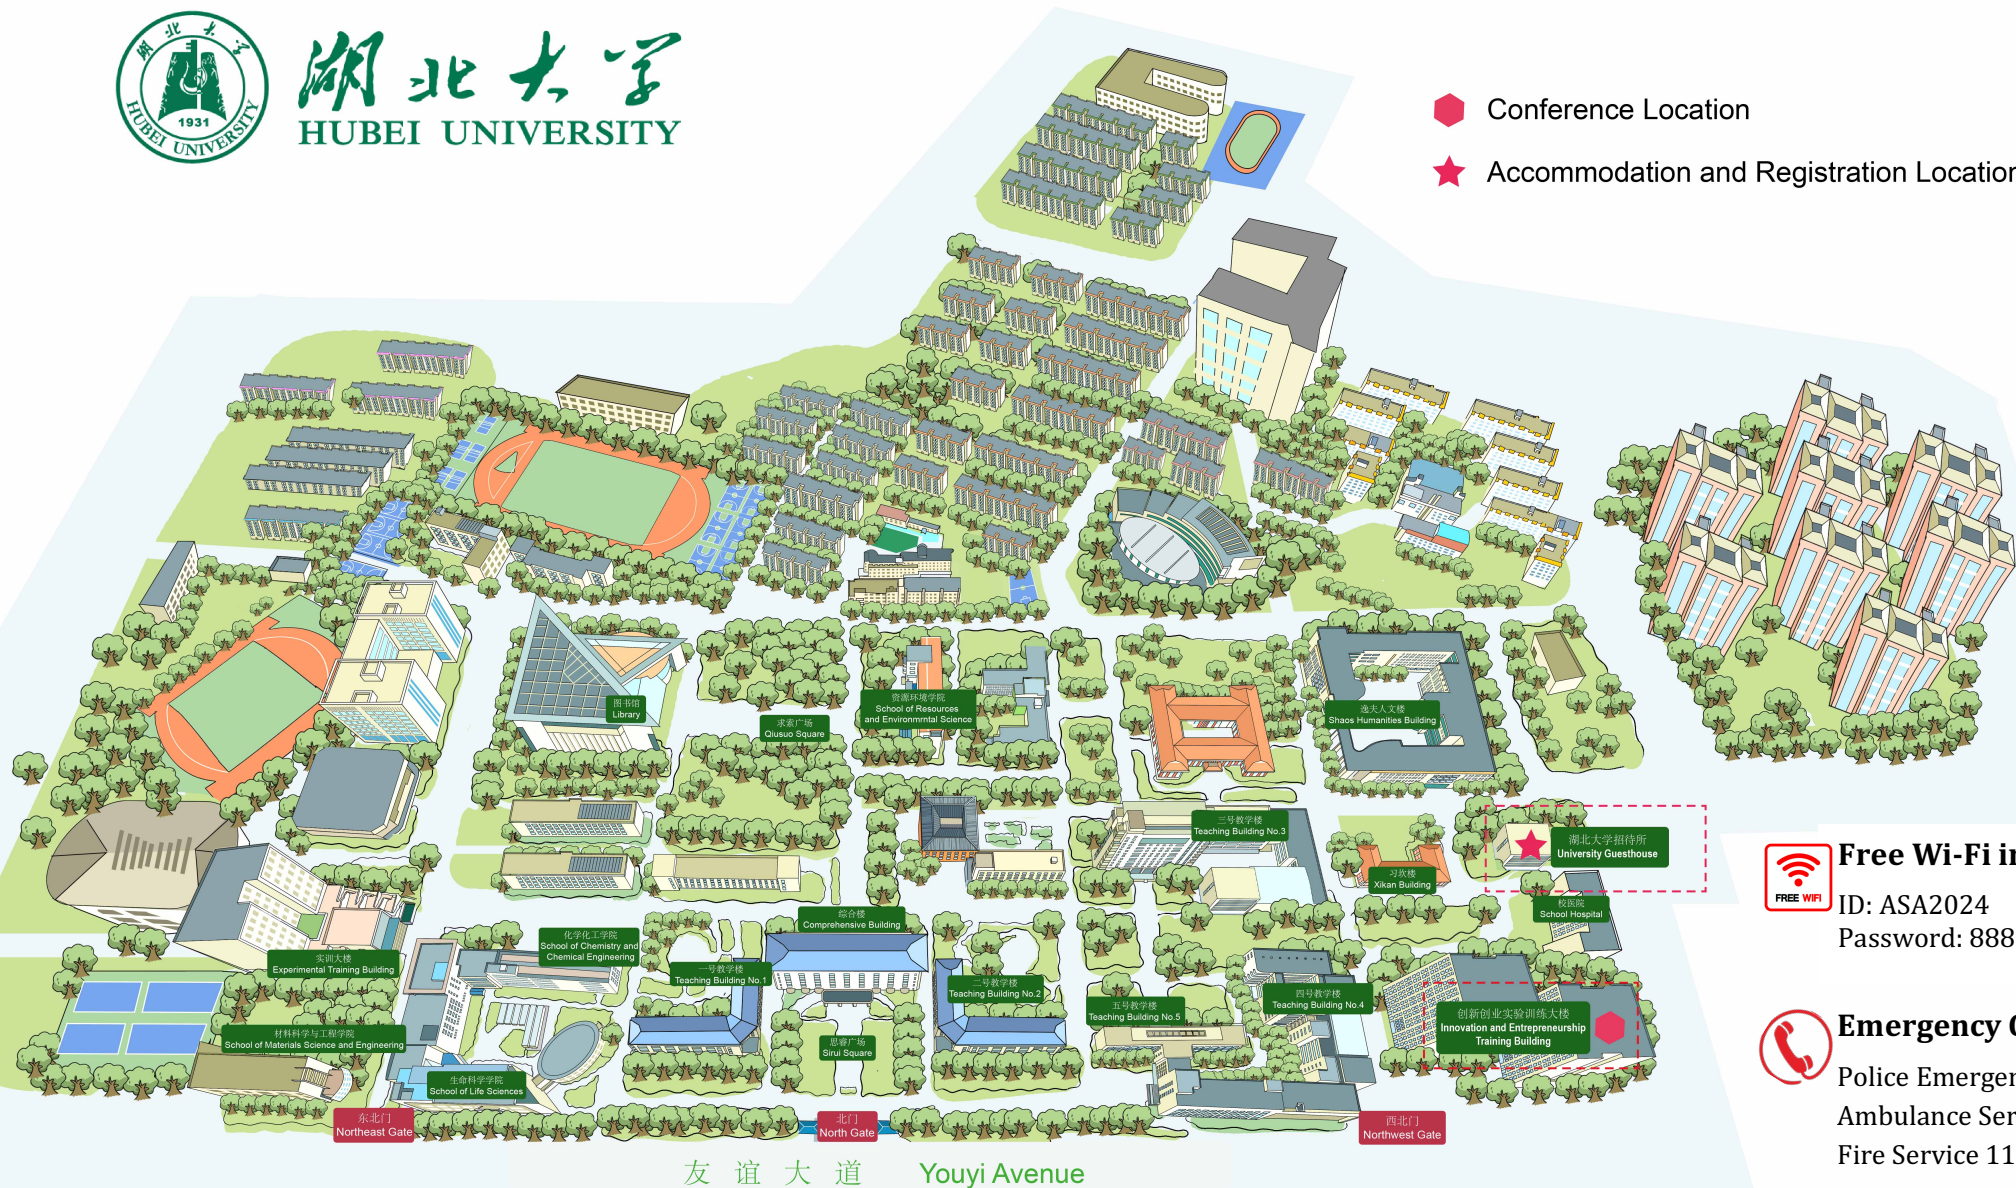 湖北大学
HUBEI UNIVERSITY
湖北大学
1931
HUBEI UNIVERSITY
Conference Location
Accommodation and Registration Location
图书馆
Library
求索广场
Qiusuo Square
资源环境学院
School of Resources
and Environmrntal Science
逸夫人文楼
Shaos Humanities Building
三号教学楼
Teaching Building No.3
习坎楼
Xikan Building
湖北大学招待所
University Guesthouse
校医院
School Hospital
综合楼
Comprehensive Building
化学化工学院
School of Chemistry and
Chemical Engineering
实训大楼
Experimental Training Building
一号教学楼
Teaching Building No.1
二号教学楼
Teaching Building No.2
五号教学楼
Teaching Building No.5
四号教学楼
Teaching Building No.4
创新创业实验训练大楼
Innovation and Entrepreneurship
Training Building
材料科学与工程学院
School of Materials Science and Engineering
思睿广场
Sirui Square
生命科学学院
School of Life Sciences
东北门
Northeast Gate
北门
North Gate
西北门
Northwest Gate
友谊大道 Youyi Avenue
FREE WIFI
Free Wi-Fi in
ID: ASA2024
Password: 888
Emergency
Police
Ambulance
Fire Service 11